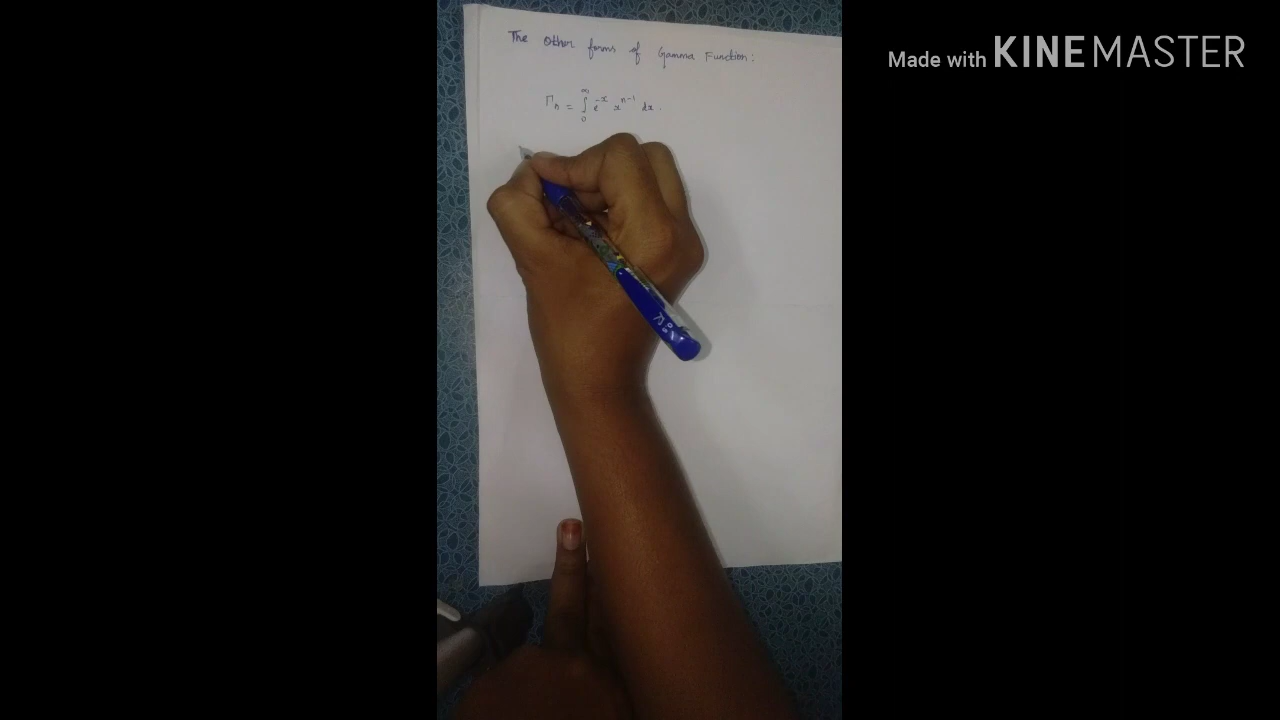 The Other forms of Gamma Function:
Γn = ∫₀^∞ e^-x x^n-1 dx.
Made with KINEMASTER